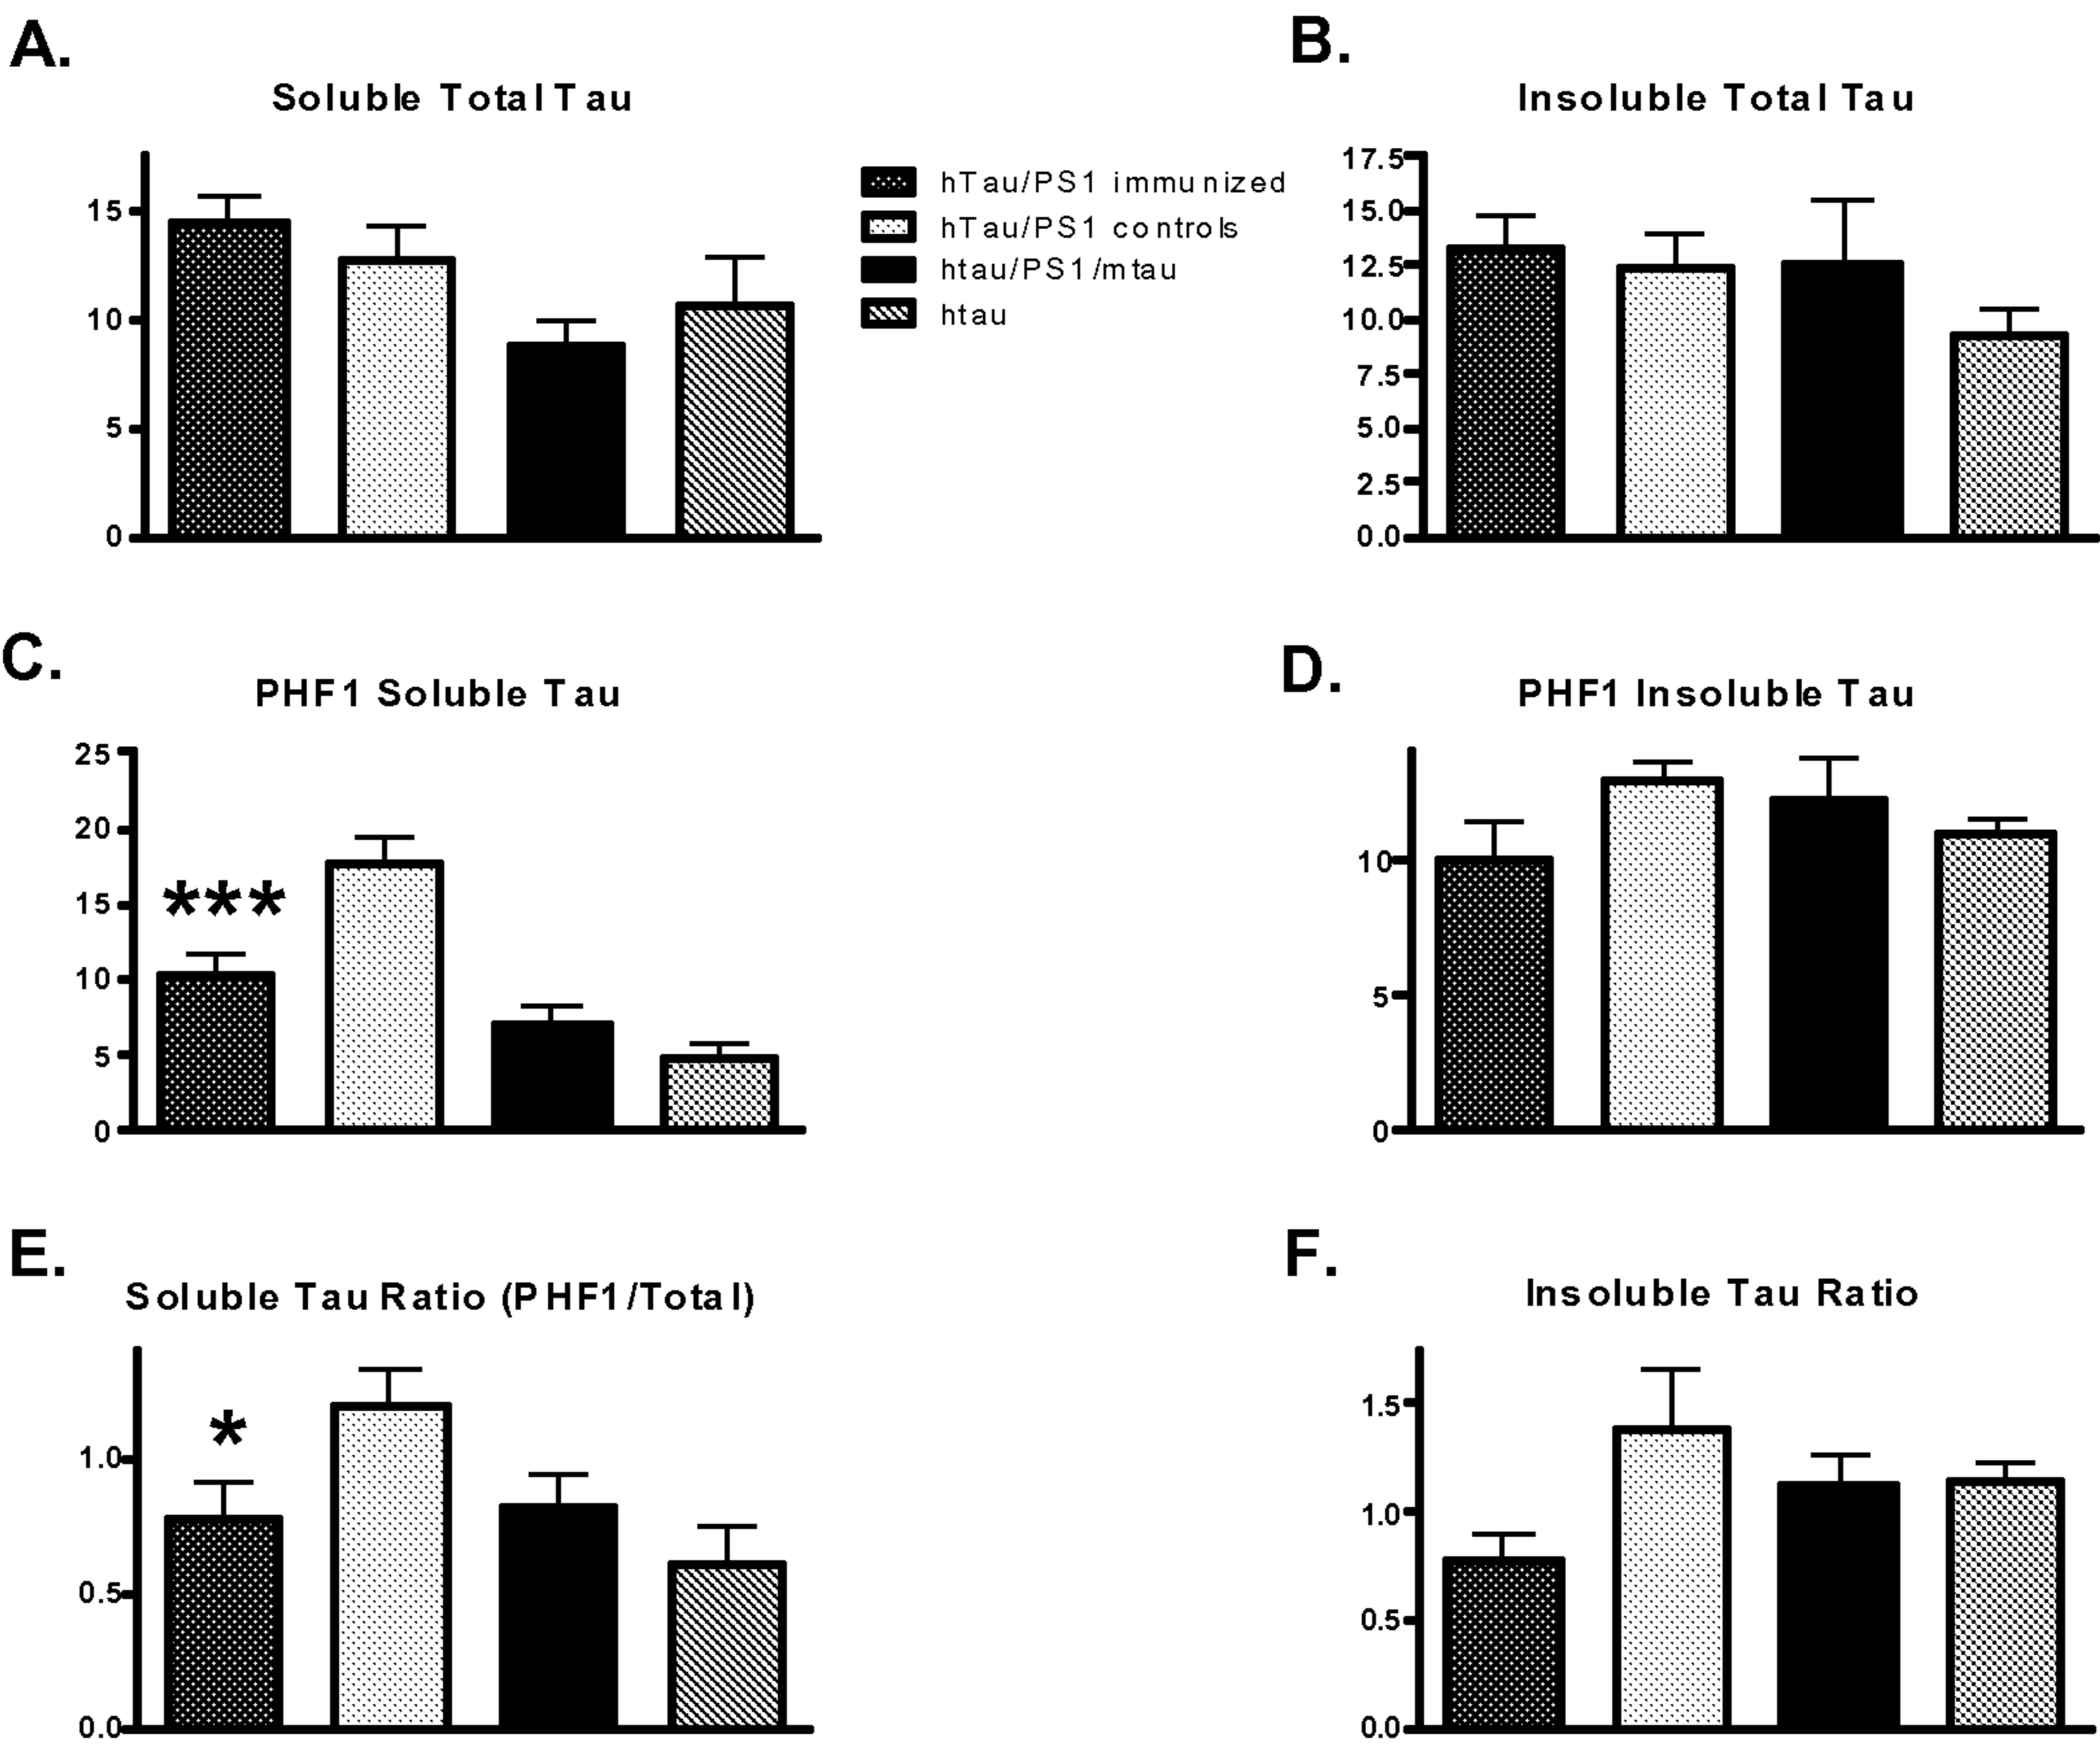 A.
Soluble Total Tau
15
10
5
0
hTau/PS1 immunized
hTau/PS1 controls
htau/PS1/mtau
htau
B.
Insoluble Total Tau
17.5
15.0
12.5
10.0
7.5
5.0
2.5
0.0
C.
PHF1 Soluble Tau
25
20
15
10
5
0
***
D.
PHF1 Insoluble Tau
10
5
0
E.
Soluble Tau Ratio (PHF1/Total)
1.0
0.5
0.0
*
F.
Insoluble Tau Ratio
1.5
1.0
0.5
0.0